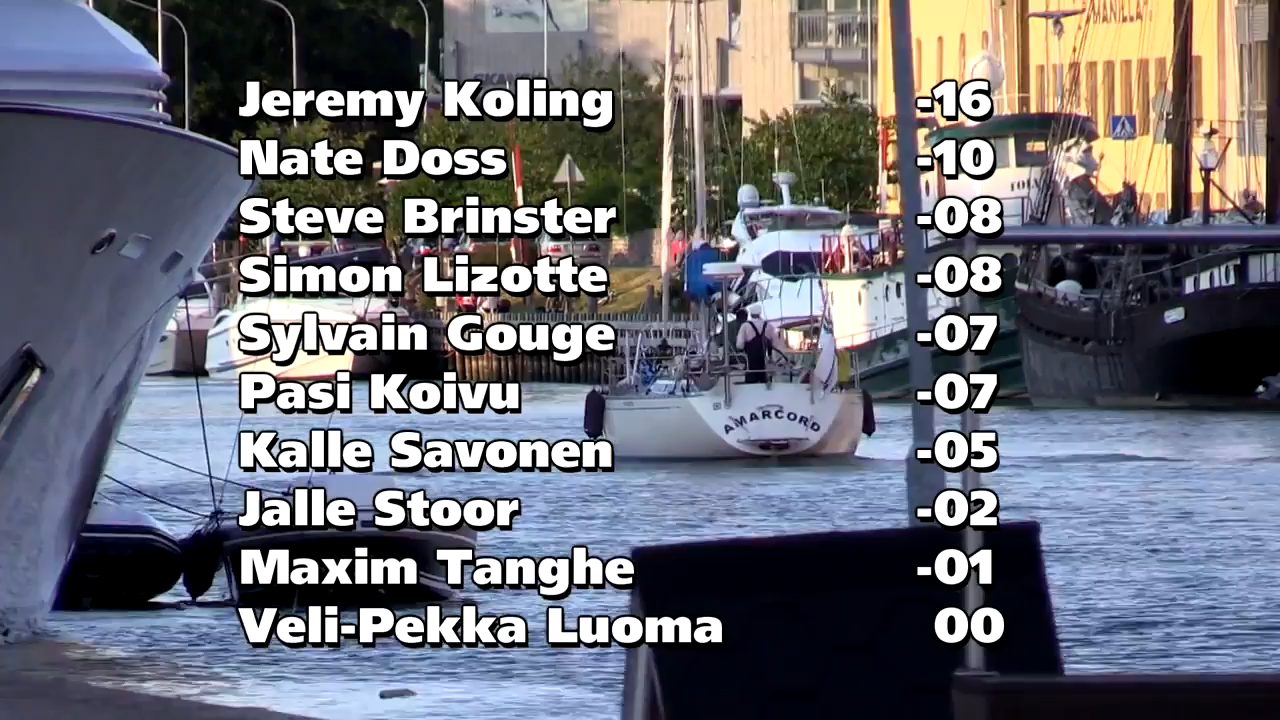 Jeremy Koling -16
Nate Doss -10
Steve Brinster -08
Simon Lizotte -08
Sylvain Gouge -07
Pasi Koivu -07
Kalle Savonen -05
Jalle Stoor -02
Maxim Tanghe -01
Veli-Pekka Luoma 00
AMARCORD